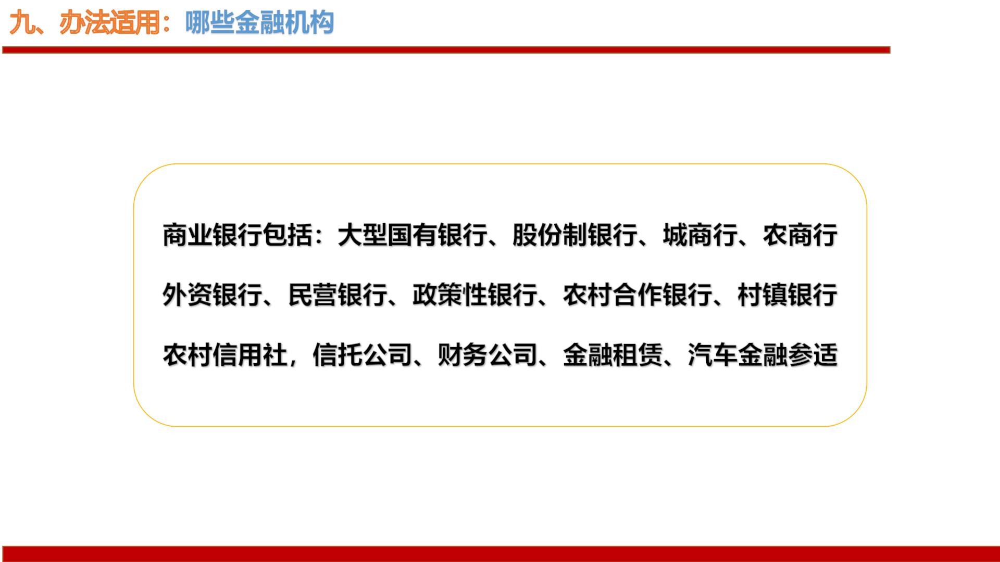 九、办法适用：哪些金融机构
商业银行包括：大型国有银行、股份制银行、城商行、农商行
外资银行、民营银行、政策性银行、农村合作银行、村镇银行
农村信用社，信托公司、财务公司、金融租赁、汽车金融参适